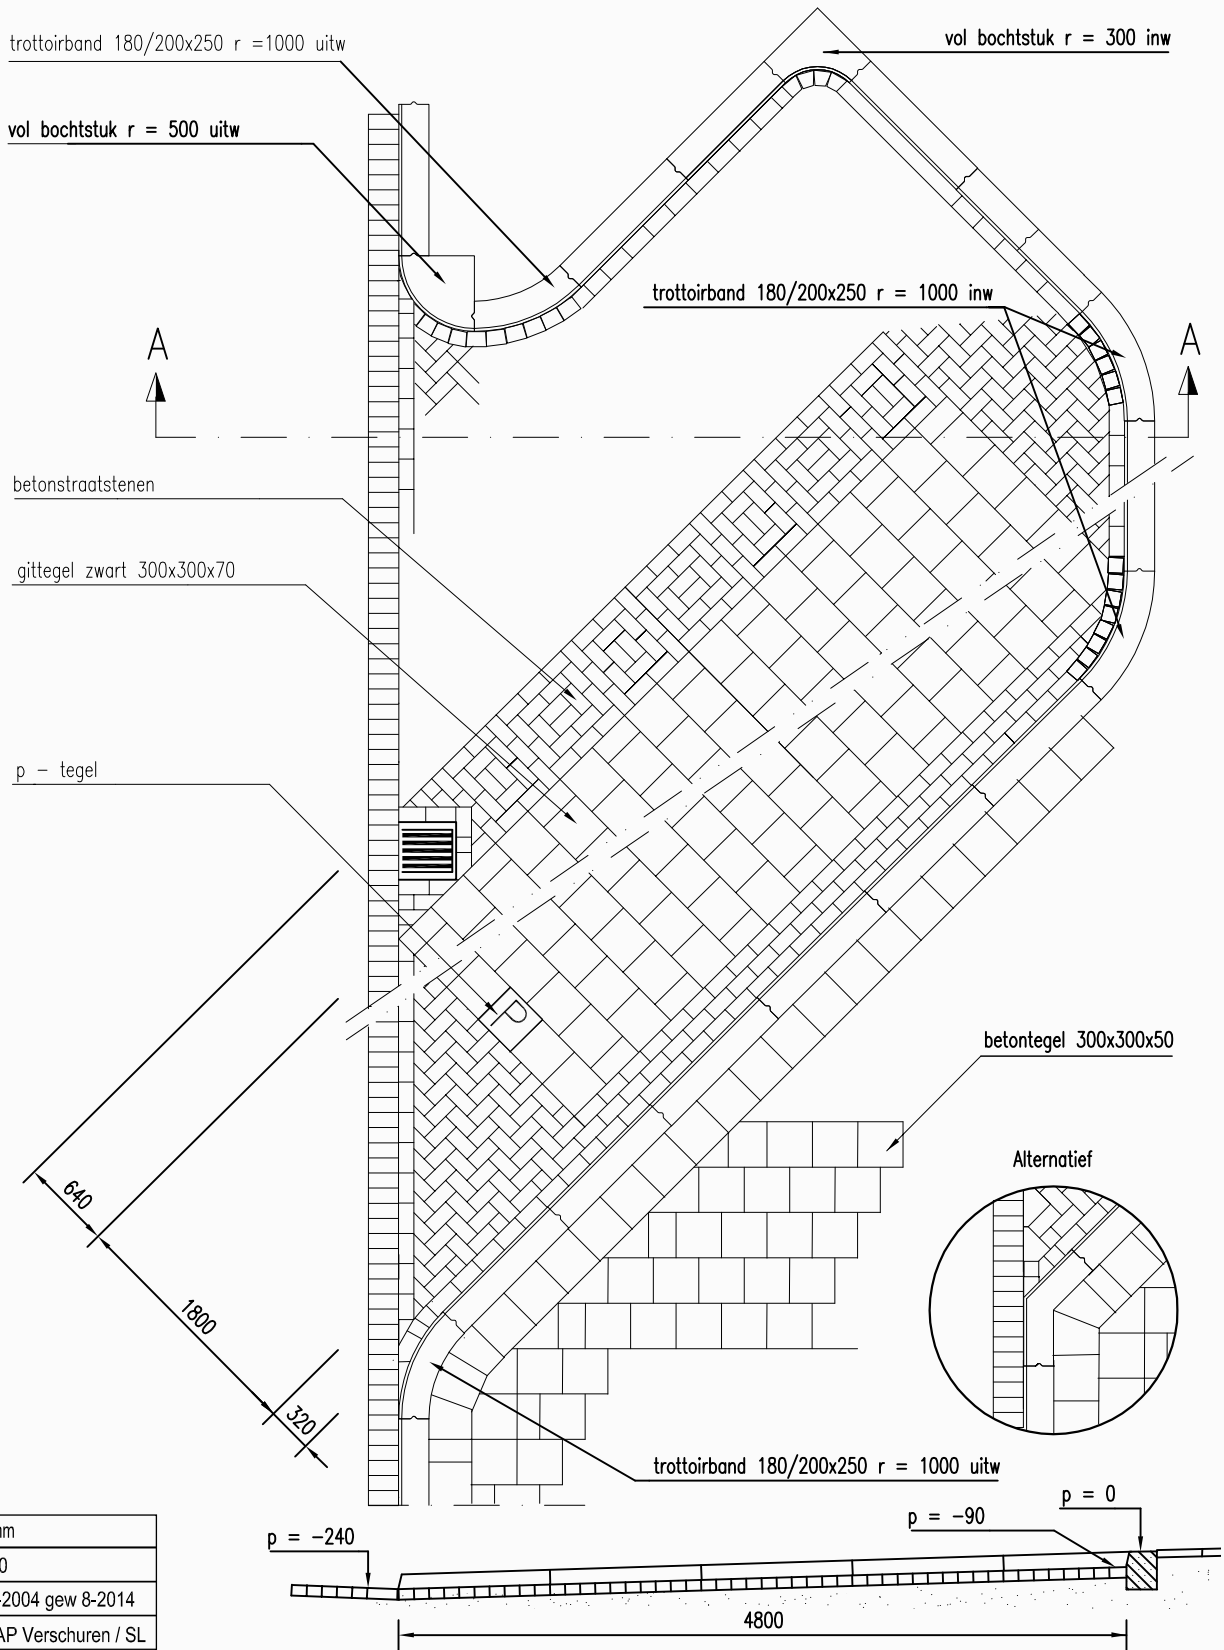 vol bochtstuk r = 300 inw
trottoirband 180/200x250 r =1000 uitw
vol bochtstuk r = 500 uitw
trottoirband 180/200x250 r = 1000 inw
A
A
betonstraatstenen
gittegel zwart 300x300x70
p - tegel
P
betontegel 300x300x50
Alternatief
640
1800
320
trottoirband 180/200x250 r = 1000 uitw
p = 0
p = -90
p = -240
4800
0
-2004 gew 8-2014
AP Verschuren / SL